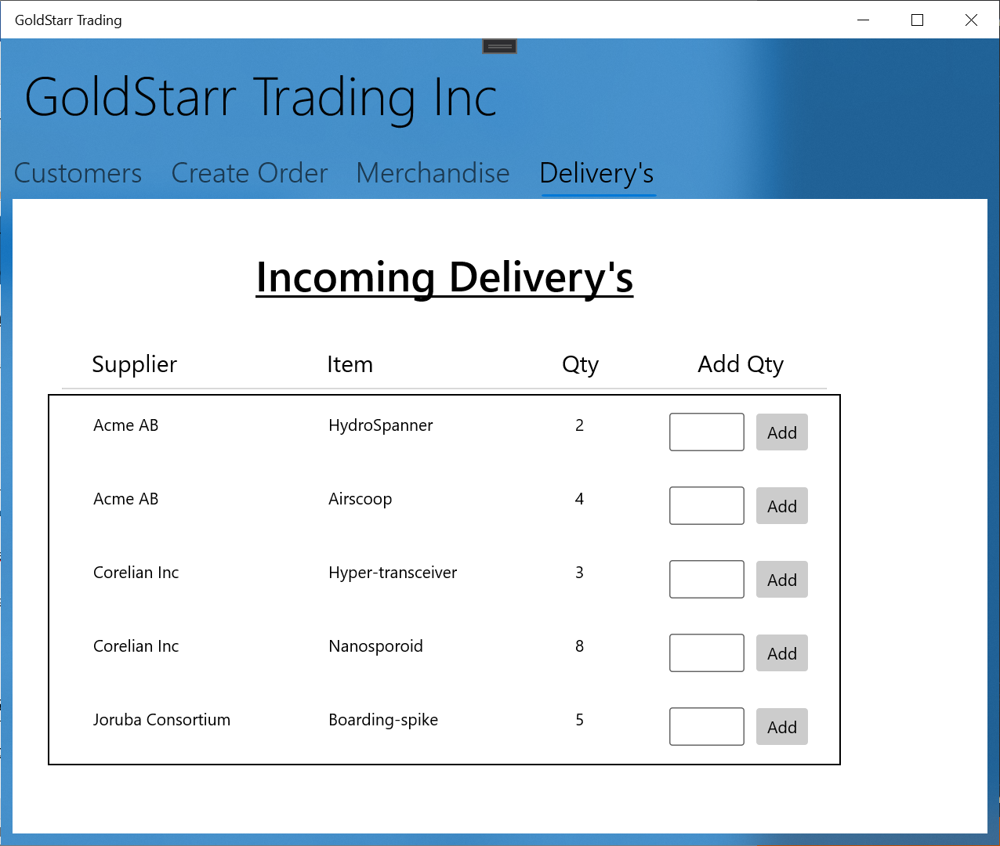 GoldStarr Trading
GoldStarr Trading Inc
Customers Create Order Merchandise Delivery's
Incoming Delivery's
Supplier Item Qty Add Qty
Acme AB HydroSpanner 2 Add
Acme AB Airscoop 4 Add
Corelian Inc Hyper-transceiver 3 Add
Corelian Inc Nanosporoid 8 Add
Joruba Consortium Boarding-spike 5 Add